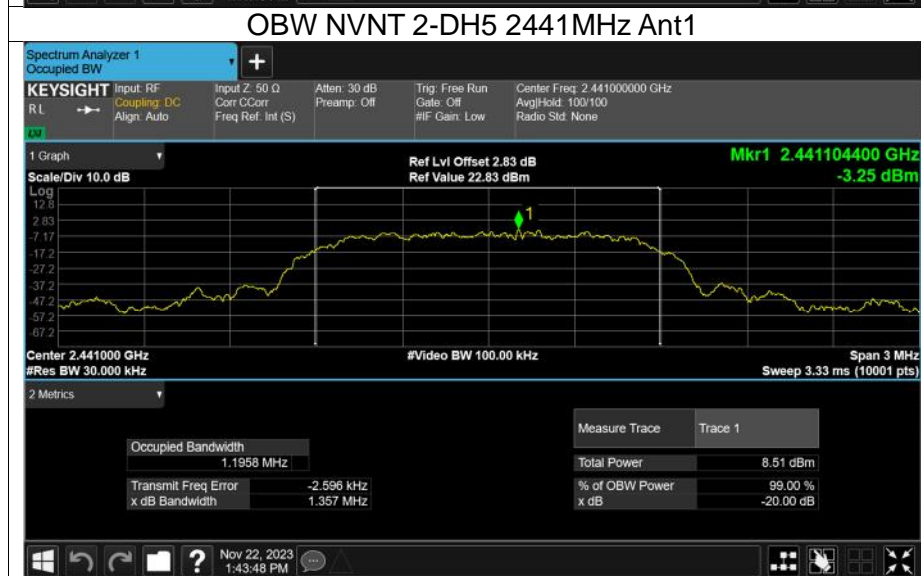 OBW NVNT 2-DH5 2441MHz Ant1
Spectrum Analyzer 1
Occupied BW
+
KEYSIGHT Input: RF Input Z: 50 Ω Atten: 30 dB Trig: Free Run Center Freq: 2.441000000 GHz
R L Coupling: DC Corr CCorr Preamp: Off Gate: Off Avg|Hold: 100/100
Align: Auto Freq Ref: Int (S) #IF Gain: Low Radio Std: None
1 Graph Ref Lvl Offset 2.83 dB Mkr1 2.441104400 GHz
Scale/Div 10.0 dB Ref Value 22.83 dBm -3.25 dBm
Log
12.8
2.83
-7.17
-17.2
-27.2
-37.2
-47.2
-57.2
-67.2
1
Center 2.441000 GHz #Video BW 100.00 kHz Span 3 MHz
#Res BW 30.000 kHz Sweep 3.33 ms (10001 pts)
2 Metrics
Measure Trace Trace 1
Occupied Bandwidth
1.1958 MHz Total Power 8.51 dBm
Transmit Freq Error -2.596 kHz % of OBW Power 99.00 %
x dB Bandwidth 1.357 MHz x dB -20.00 dB
? Nov 22, 2023
1:43:48 PM